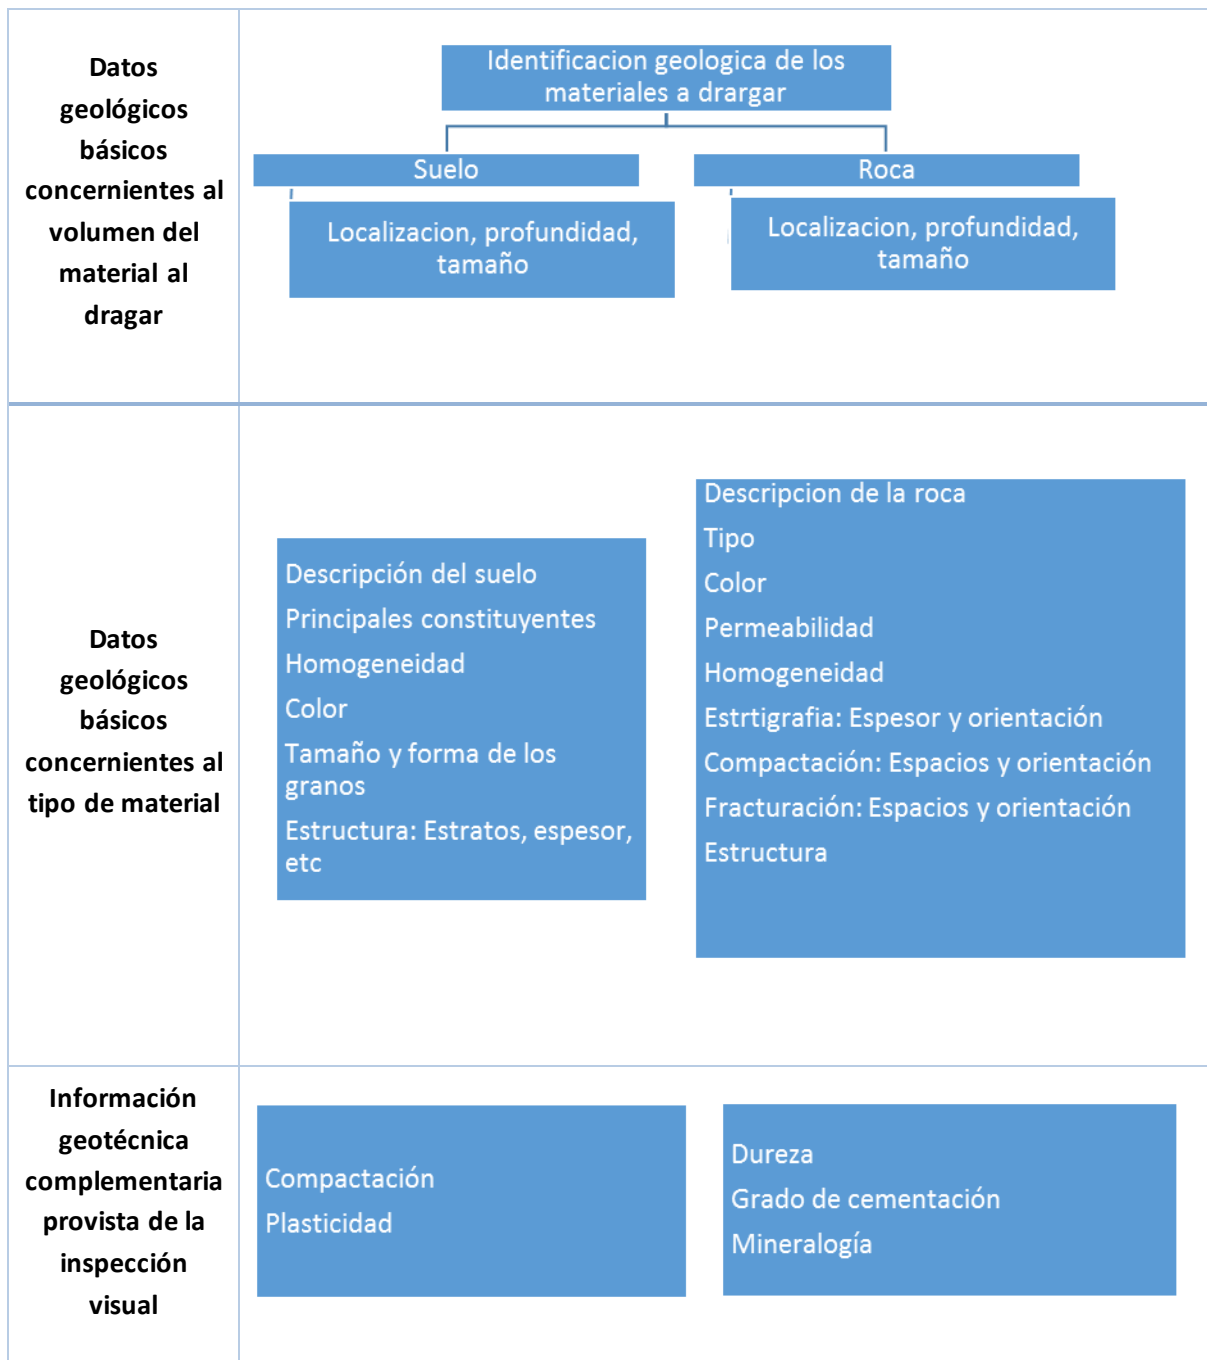 Datos
geológicos
básicos
concernientes al
volumen del
material al
dragar
Identificacion geologica de los
materiales a drargar
Suelo
Roca
Localizacion, profundidad,
tamaño
Localizacion, profundidad,
tamaño
Datos
geológicos
básicos
concernientes al
tipo de material
Descripción del suelo
Principales constituyentes
Homogeneidad
Color
Tamaño y forma de los
granos
Estructura: Estratos, espesor,
etc
Descripcion de la roca
Tipo
Color
Permeabilidad
Homogeneidad
Estrtigrafia: Espesor y orientación
Compactación: Espacios y orientación
Fracturación: Espacios y orientación
Estructura
Información
geotécnica
complementaria
provista de la
inspección
visual
Compactación
Plasticidad
Dureza
Grado de cementación
Mineralogía